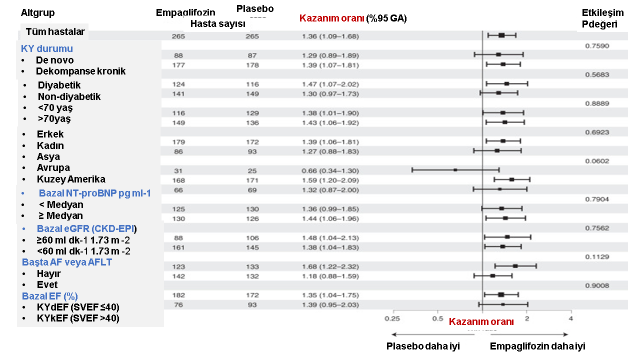 Altgrup Empaglifozin Plasebo Etkileşim
Hasta sayısı Kazanım oranı (%95 GA) Pdeğeri
Tüm hastalar 265 265 1.36 (1.09–1.68)
KY durumu 0.7590
De novo 88 87 1.29 (0.89–1.89)
Dekompanse kronik 177 178 1.39 (1.07–1.81)
0.5683
Diyabetik 124 116 1.47 (1.07–2.02)
Non-diyabetik 141 149 1.30 (0.97–1.73)
0.8889
<70 yaş 116 129 1.38 (1.01–1.90)
>70yaş 149 136 1.43 (1.06–1.92)
0.6923
Erkek 179 172 1.39 (1.06–1.81)
Kadın 86 93 1.27 (0.88–1.83)
0.0602
Asya 31 25 0.66 (0.34–1.30)
Avrupa 168 171 1.59 (1.20–2.09)
Kuzey Amerika 66 69 1.32 (0.87–2.00)
Bazal NT-proBNP pg ml-1 0.7904
< Medyan 125 130 1.36 (0.99–1.85)
≥ Medyan 130 126 1.44 (1.06–1.96)
Bazal eGFR (CKD-EPI) 0.7562
≥60 ml dk-1 1.73 m -2 88 106 1.48 (1.04–2.13)
<60 ml dk-1 1.73 m -2 161 145 1.38 (1.04–1.83)
Başta AF veya AFLT 0.1129
Hayır 123 133 1.68 (1.22–2.32)
Evet 142 132 1.18 (0.88–1.59)
Bazal EF (%) 0.9008
KYdEF (SVEF ≤40) 182 172 1.35 (1.04–1.75)
KYkEF (SVEF >40) 76 93 1.39 (0.95–2.03)
0.25 0.5 1 2 4
Kazanım oranı
Plasebo daha iyi Empaglifozin daha iyi